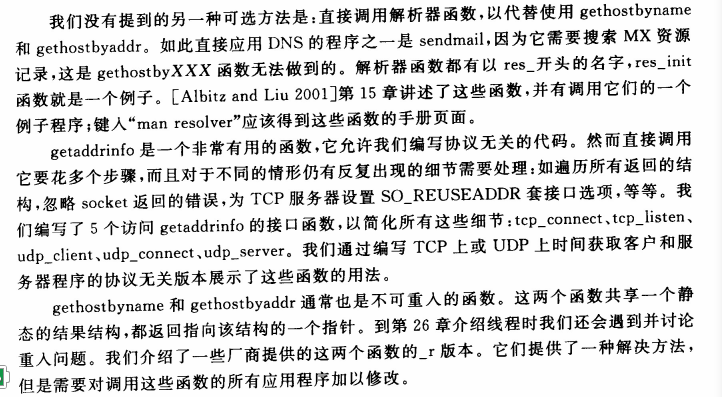 我们没有提到的另一种可选方法是:直接调用解析器函数,以代替使用 gethostbyname
和 gethostbyaddr。如此直接应用 DNS 的程序之一是 sendmail,因为它需要搜索 MX 资源
记录,这是 gethostbyXXX 函数无法做到的。解析器函数都有以 res_开头的名字,res_init
函数就是一个例子。[Albitz and Liu 2001]第 15 章讲述了这些函数,并有调用它们的一个
例子程序;键入“man resolver”应该得到这些函数的手册页面。
getaddrinfo 是一个非常有用的函数,它允许我们编写协议无关的代码。然而直接调用
它要花多个步骤,而且对于不同的情形仍有反复出现的细节需要处理:如遍历所有返回的结
构,忽略 socket 返回的错误,为 TCP 服务器设置 SO_REUSEADDR 套接口选项,等等。我
们编写了 5 个访问 getaddrinfo 的接口函数,以简化所有这些细节:tcp_connect、tcp_listen、
udp_client、udp_connect、udp_server。我们通过编写 TCP 上或 UDP 上时间获取客户和服
务器程序的协议无关版本展示了这些函数的用法。
gethostbyname 和 gethostbyaddr 通常也是不可重入的函数。这两个函数共享一个静
态的结果结构,都返回指向该结构的一个指针。到第 26 章介绍线程时我们还会遇到并讨论
重入问题。我们介绍了一些厂商提供的这两个函数的_r 版本。它们提供了一种解决方法,
但是需要对调用这些函数的所有应用程序加以修改。